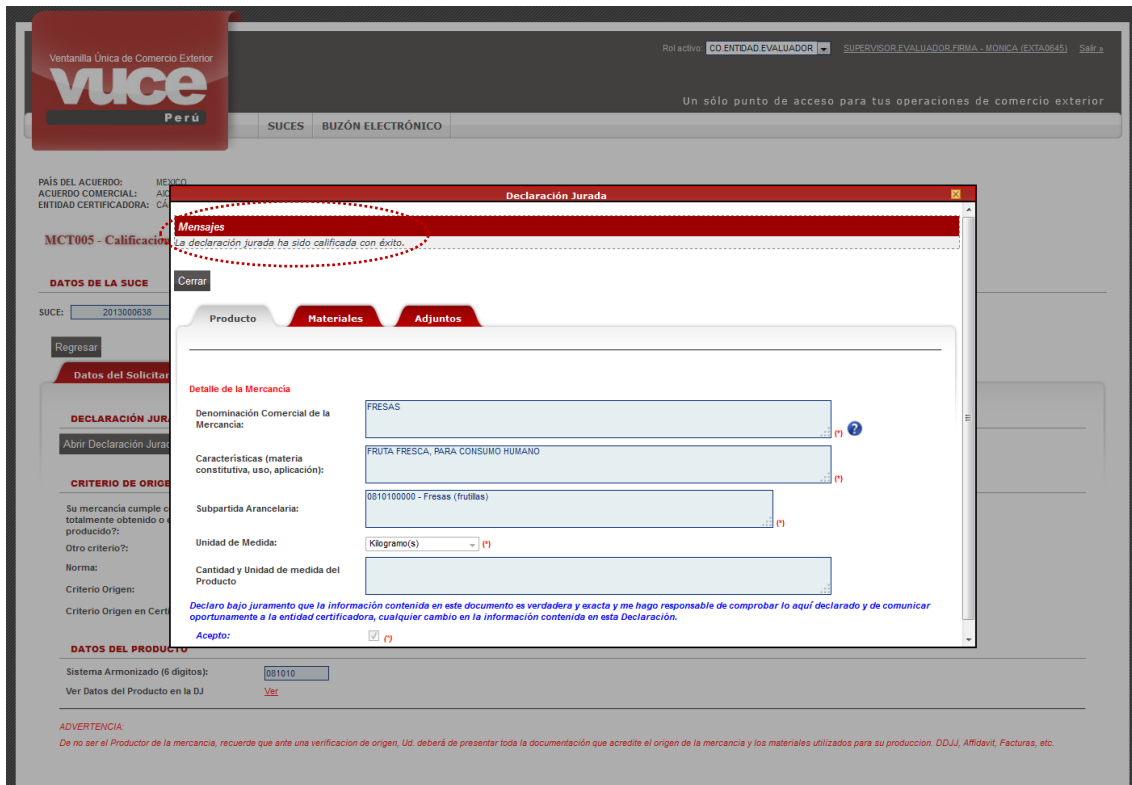 Ventanilla Única de Comercio Exterior
vuce
Perú
Rol activo: CO.ENTIDAD.EVALUADOR SUPERVISOR,EVALUADOR,FIRMA - MONICA (EXTA0645) Salir »
Un sólo punto de acceso para tus operaciones de comercio exterior
SUCES BUZÓN ELECTRÓNICO
PAÍS DEL ACUERDO: MEXICO
ACUERDO COMERCIAL:
ENTIDAD CERTIFICADORA:
MCT005 - Calificación
DATOS DE LA SUCE
SUCE: 2013000638
Regresar
Datos del Solicitan
DECLARACIÓN JUR
Abrir Declaración Jurad
CRITERIO DE ORIGE
Su mercancía cumple c
totalmente obtenido o e
producido?:
Otro criterio?:
Norma:
Criterio Origen:
Criterio Origen en Certi
DATOS DEL PRODUCTO
Sistema Armonizado (6 dígitos): 081010
Ver Datos del Producto en la DJ Ver
ADVERTENCIA:
De no ser el Productor de la mercancia, recuerde que ante una verificacion de origen, Ud. deberá de presentar toda la documentación que acredite el origen de la mercancia y los materiales utilizados para su produccion. DDJJ, Affidavit, Facturas, etc.
Declaración Jurada
Mensajes
La declaración jurada ha sido calificada con éxito.
Cerrar
Producto Materiales Adjuntos
Detalle de la Mercancía
Denominación Comercial de la
Mercancía:
FRESAS
(*) ?
Características (materia
constitutiva, uso, aplicación):
FRUTA FRESCA, PARA CONSUMO HUMANO
(*)
Subpartida Arancelaria:
0810100000 - Fresas (frutillas)
(*)
Unidad de Medida: Kilogramo(s) (*)
Cantidad y Unidad de medida del
Producto
Declaro bajo juramento que la información contenida en este documento es verdadera y exacta y me hago responsable de comprobar lo aquí declarado y de comunicar
oportunamente a la entidad certificadora, cualquier cambio en la información contenida en esta Declaración.
Acepto: (*)